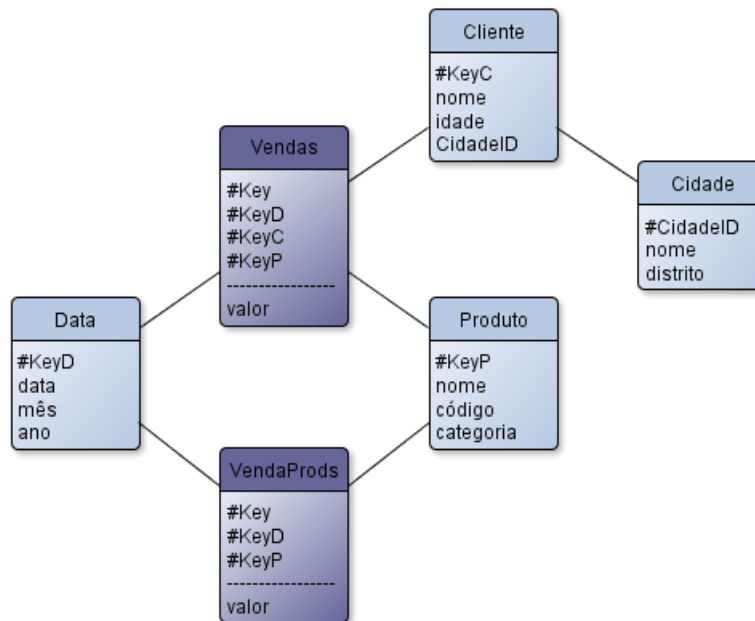 Cliente
#KeyC
nome
idade
CidadeID
Vendas
#Key
#KeyD
#KeyC
#KeyP
-----------------
valor
Cidade
#CidadeID
nome
distrito
Data
#KeyD
data
mês
ano
Produto
#KeyP
nome
código
categoria
VendaProds
#Key
#KeyD
#KeyP
-----------------
valor